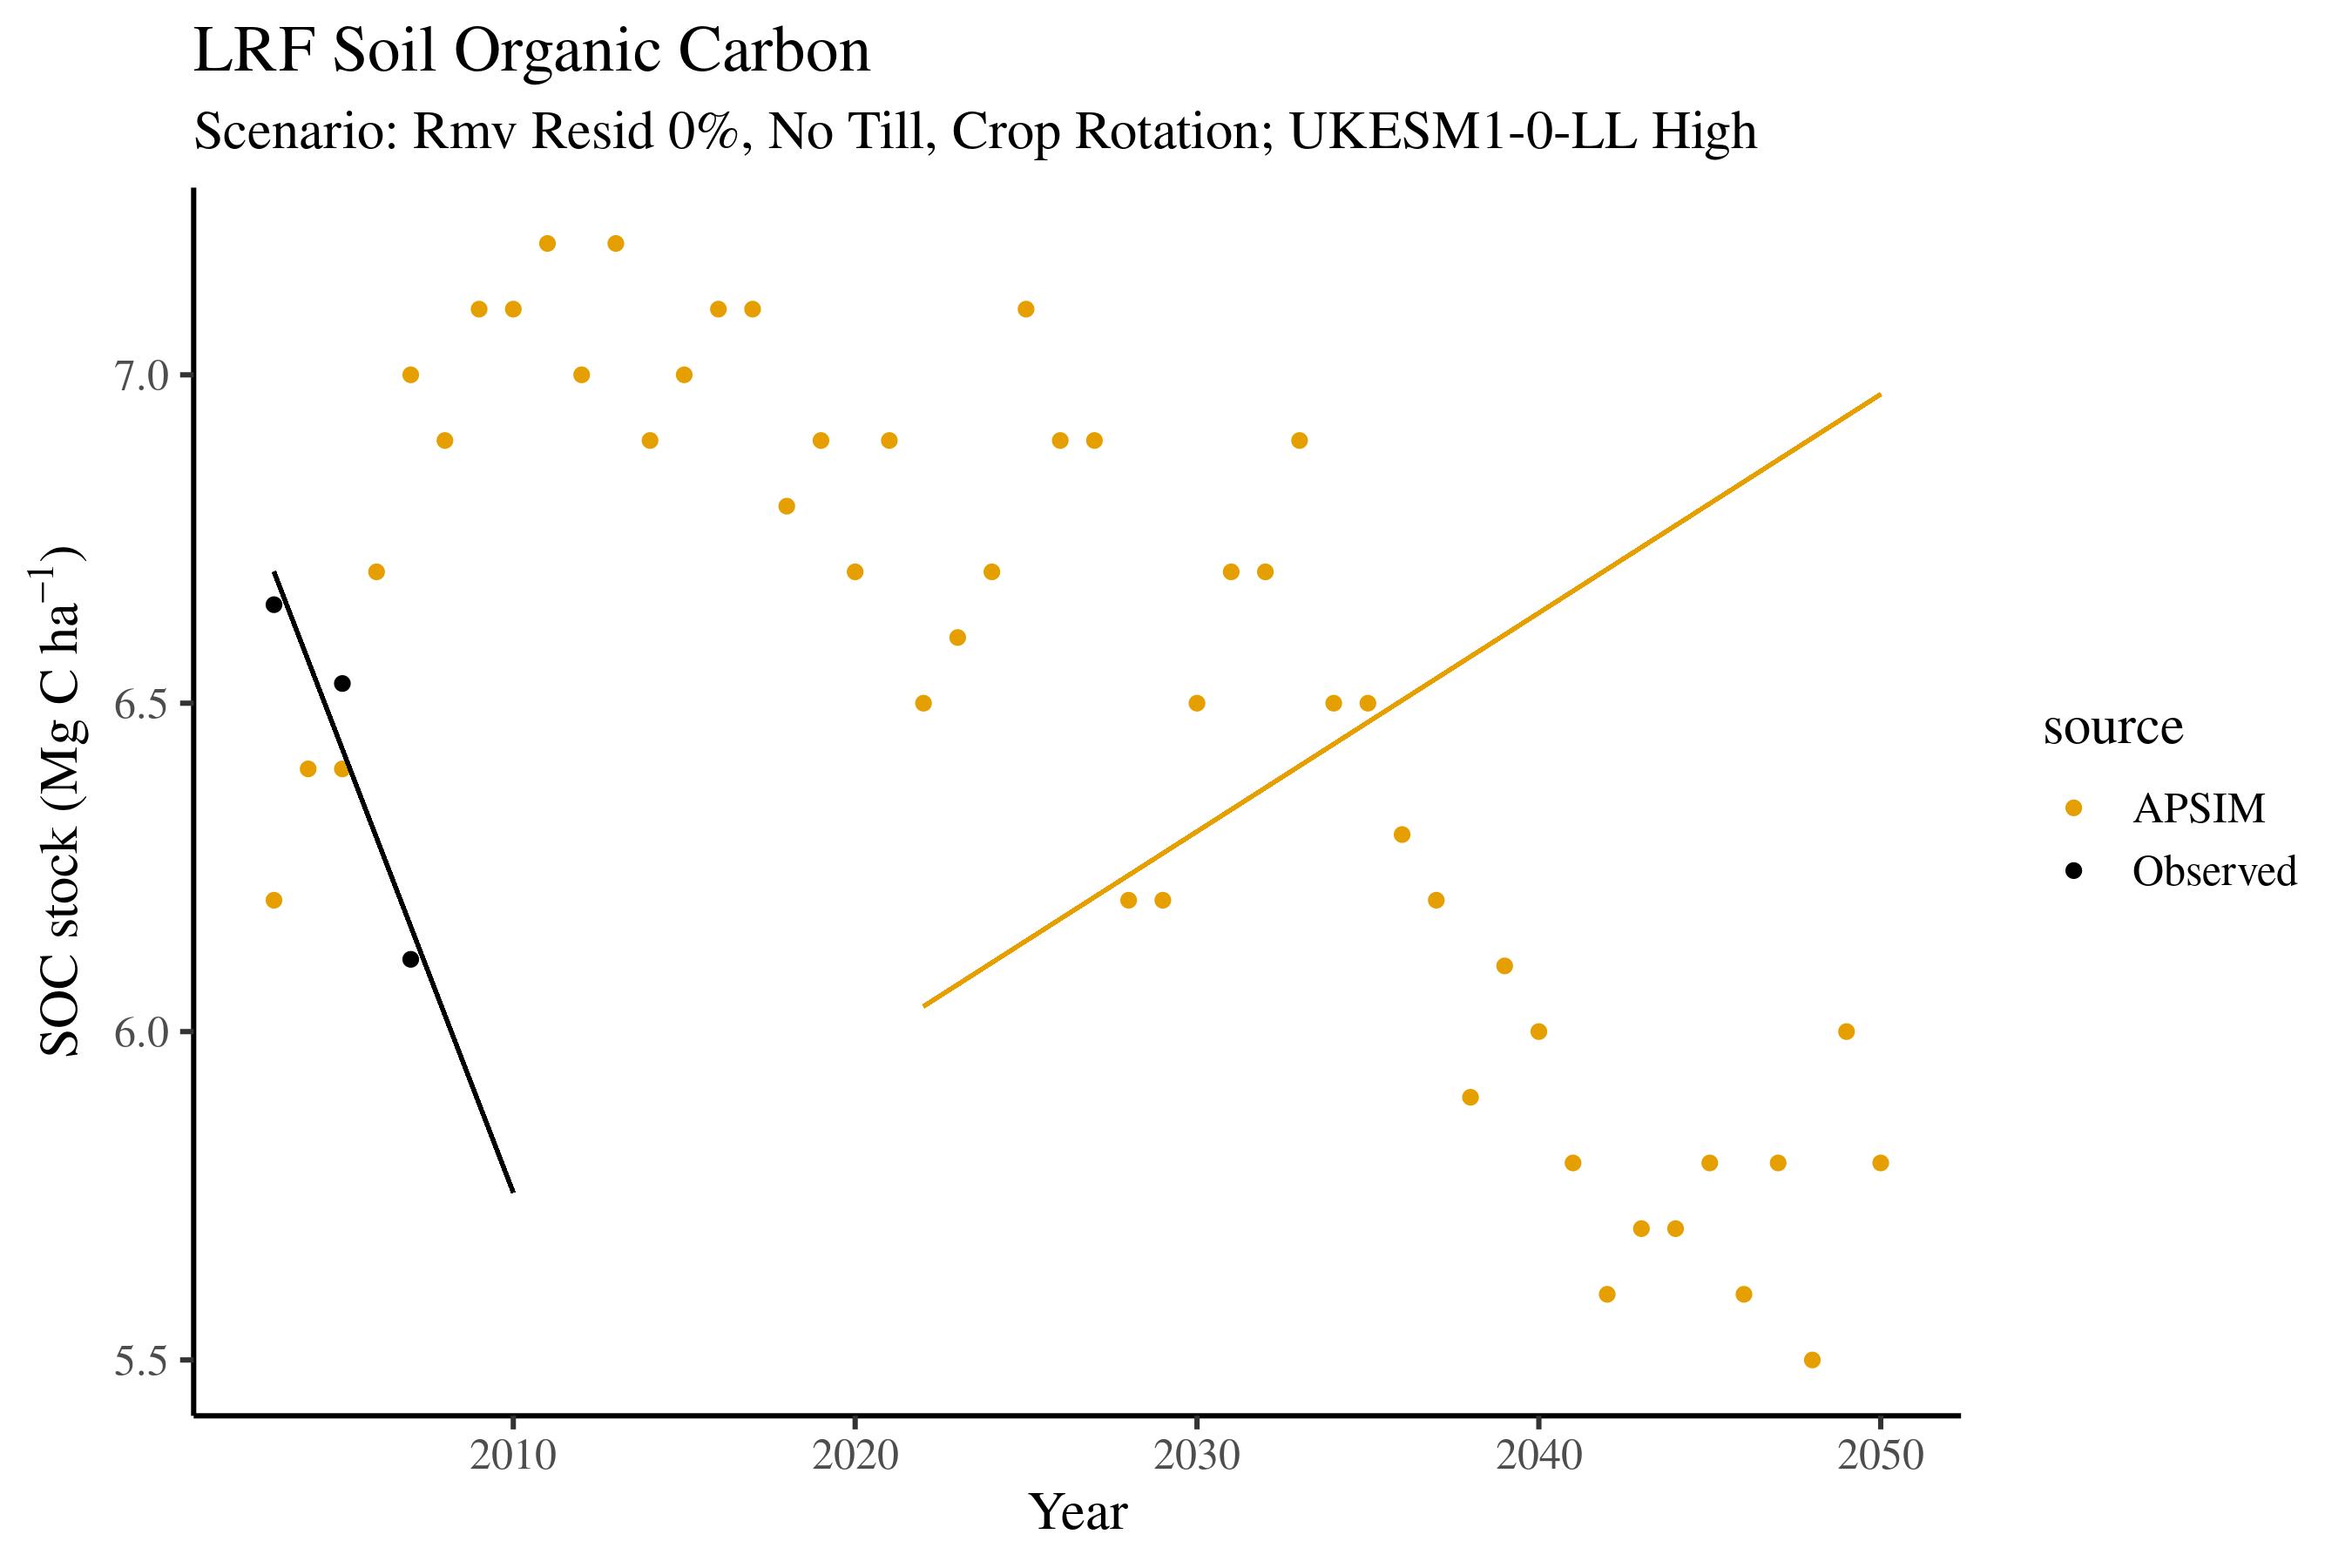 LRF Soil Organic Carbon
Scenario: Rmv Resid 0%, No Till, Crop Rotation; UKESM1-0-LL High
SOC stock (Mg C ha⁻¹)
7.0
6.5
6.0
5.5
2010
2020
2030
2040
2050
Year
source
APSIM
Observed